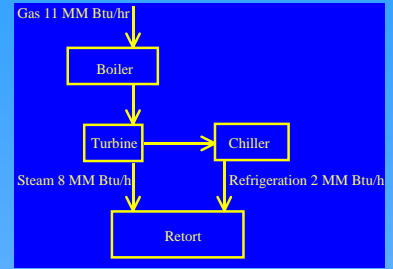 Gas 11 MM Btu/hr
Boiler
Turbine
Chiller
Steam 8 MM Btu/h
Refrigeration 2 MM Btu/h
Retort